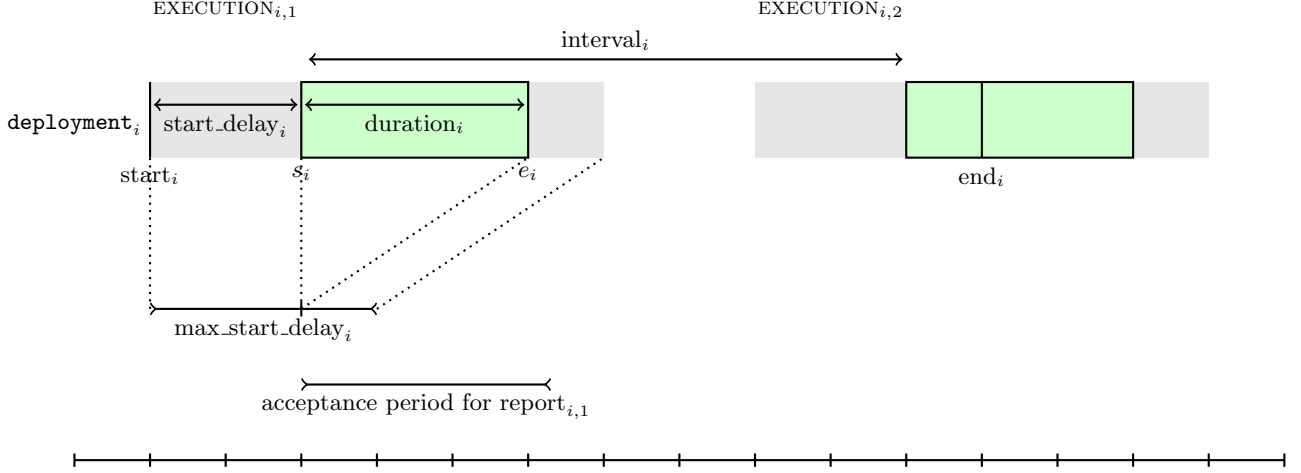 EXECUTION_{i,1}
EXECUTION_{i,2}
interval_i
deployment_i
start_delay_i
duration_i
start_i
s_i
e_i
end_i
max_start_delay_i
acceptance period for report_{i,1}